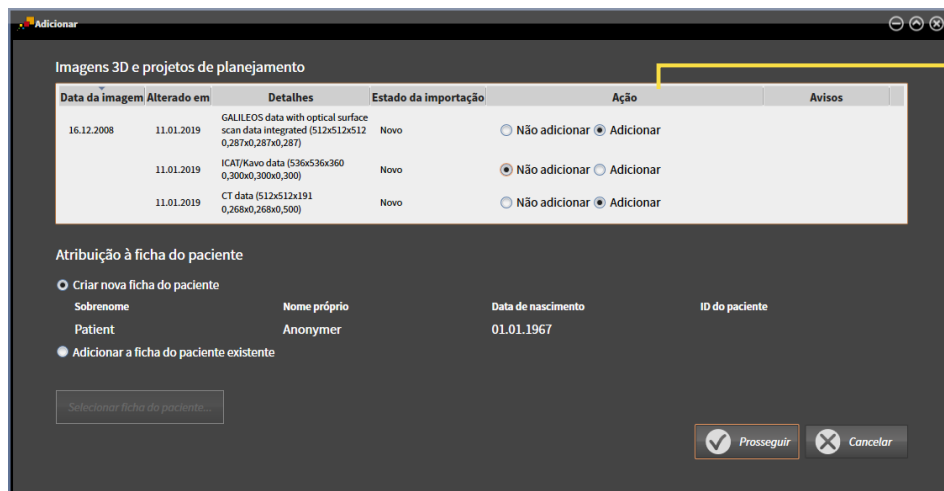 Adicionar
Imagens 3D e projetos de planejamento
Data da imagem Alterado em Detalhes Estado da importação Ação Avisos
GALILEOS data with optical surface
16.12.2008 11.01.2019 scan data integrated (512x512x512 Novo Não adicionar Adicionar
0,287x0,287x0,287)
ICAT/Kavo data (536x536x360
11.01.2019 0,300x0,300x0,300) Novo Não adicionar Adicionar
CT data (512x512x191
11.01.2019 0,268x0,268x0,500) Novo Não adicionar Adicionar
Atribuição à ficha do paciente
Criar nova ficha do paciente
Sobrenome Nome próprio Data de nascimento ID do paciente
Patient Anonymer 01.01.1967
Adicionar a ficha do paciente existente
Selecionar ficha do paciente...
Prosseguir Cancelar